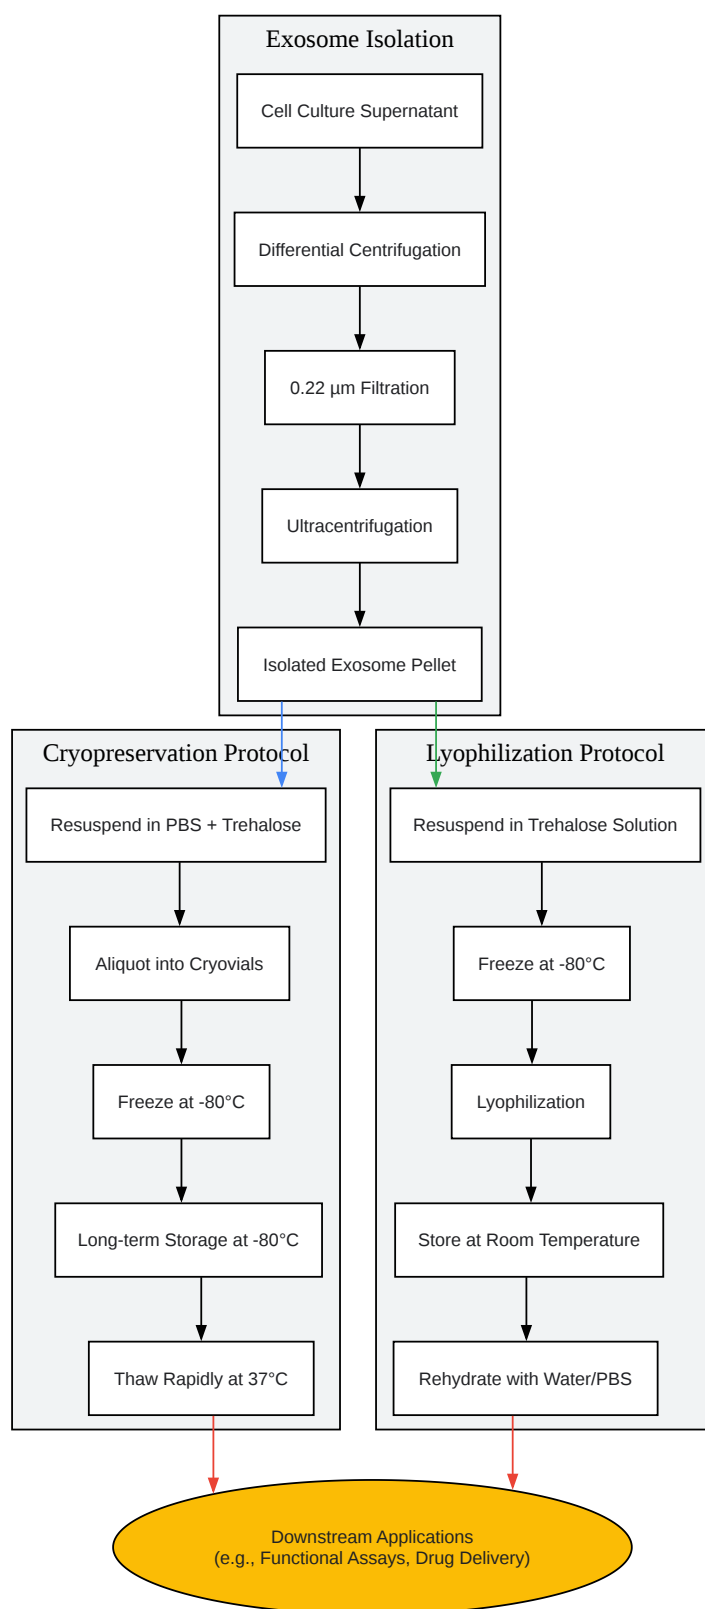 Exosome Isolation
Cell Culture Supernatant
Differential Centrifugation
0.22 µm Filtration
Ultracentrifugation
Isolated Exosome Pellet
Cryopreservation Protocol
Resuspend in PBS + Trehalose
Aliquot into Cryovials
Freeze at -80°C
Long-term Storage at -80°C
Thaw Rapidly at 37°C
Lyophilization Protocol
Resuspend in Trehalose Solution
Freeze at -80°C
Lyophilization
Store at Room Temperature
Rehydrate with Water/PBS
Downstream Applications
(e.g., Functional Assays, Drug Delivery)